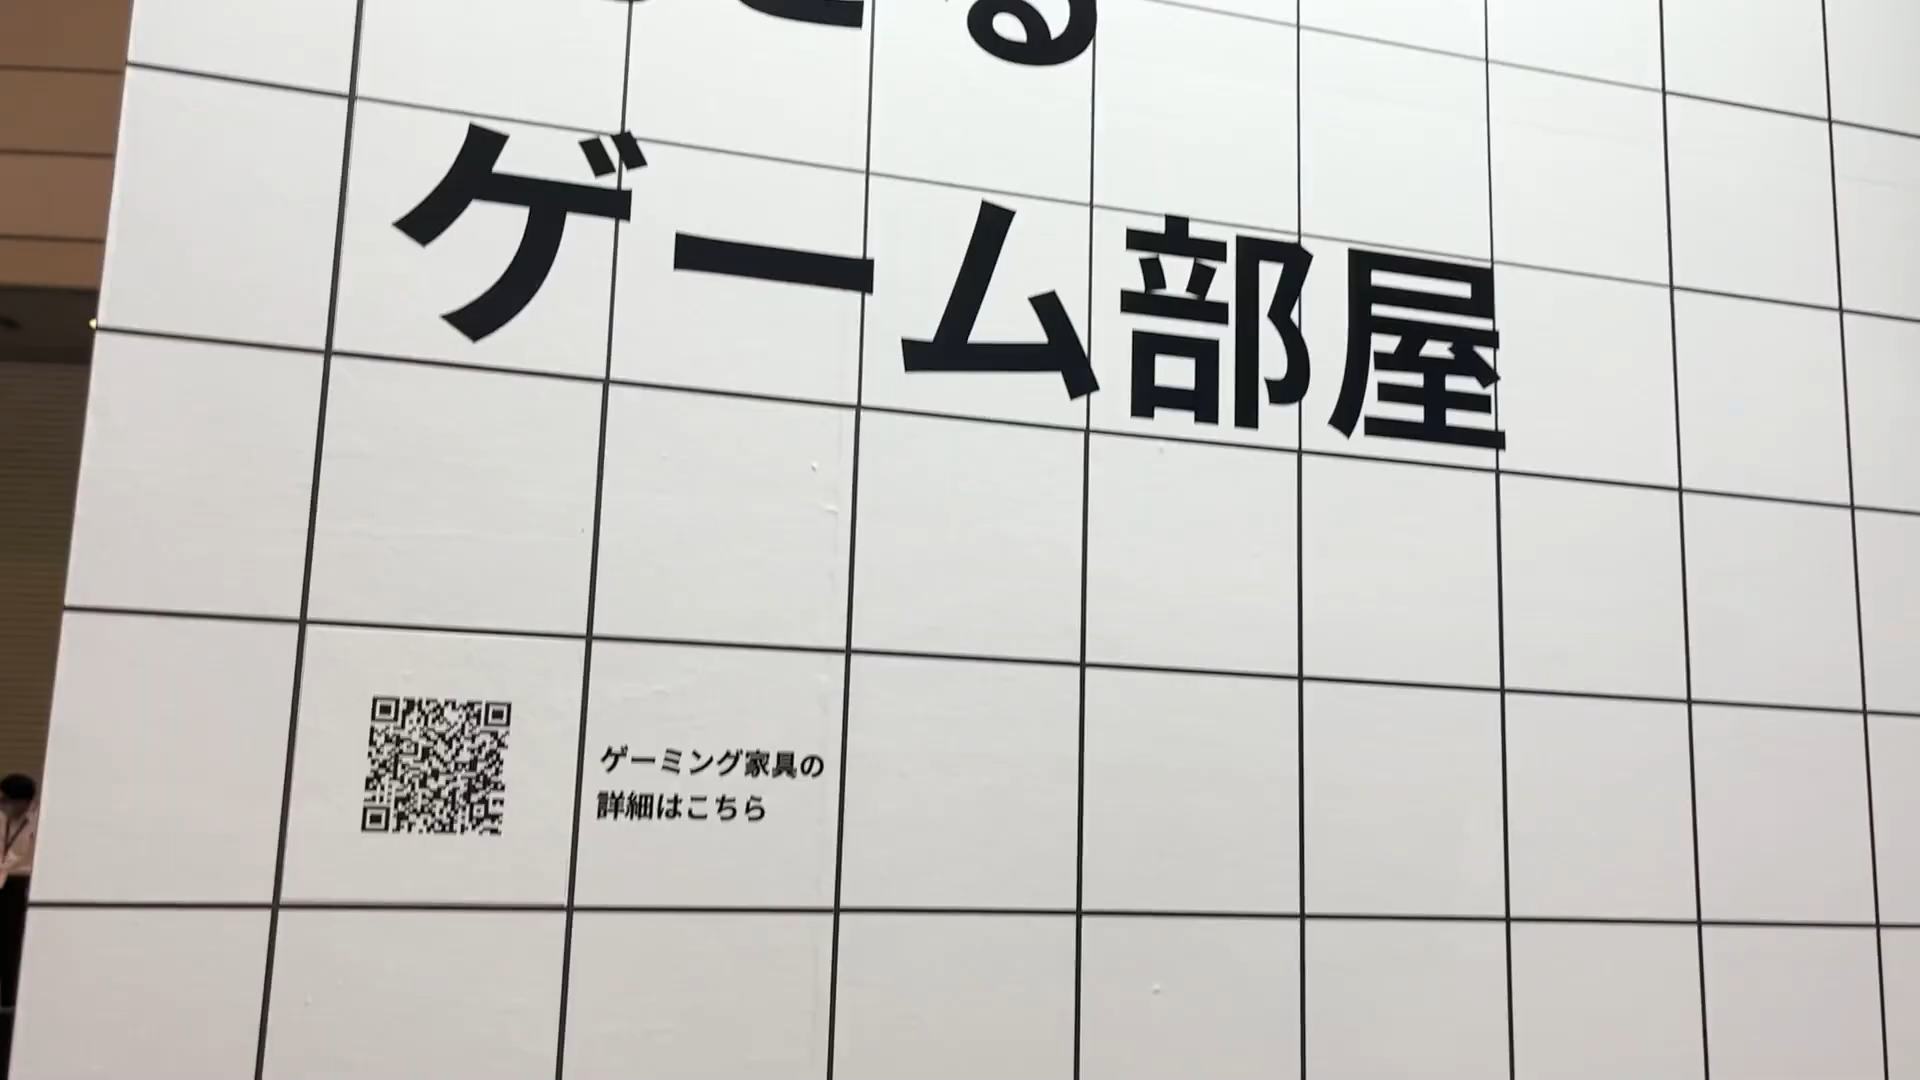 る
ゲーム部屋
ゲーミング家具の
詳細はこちら